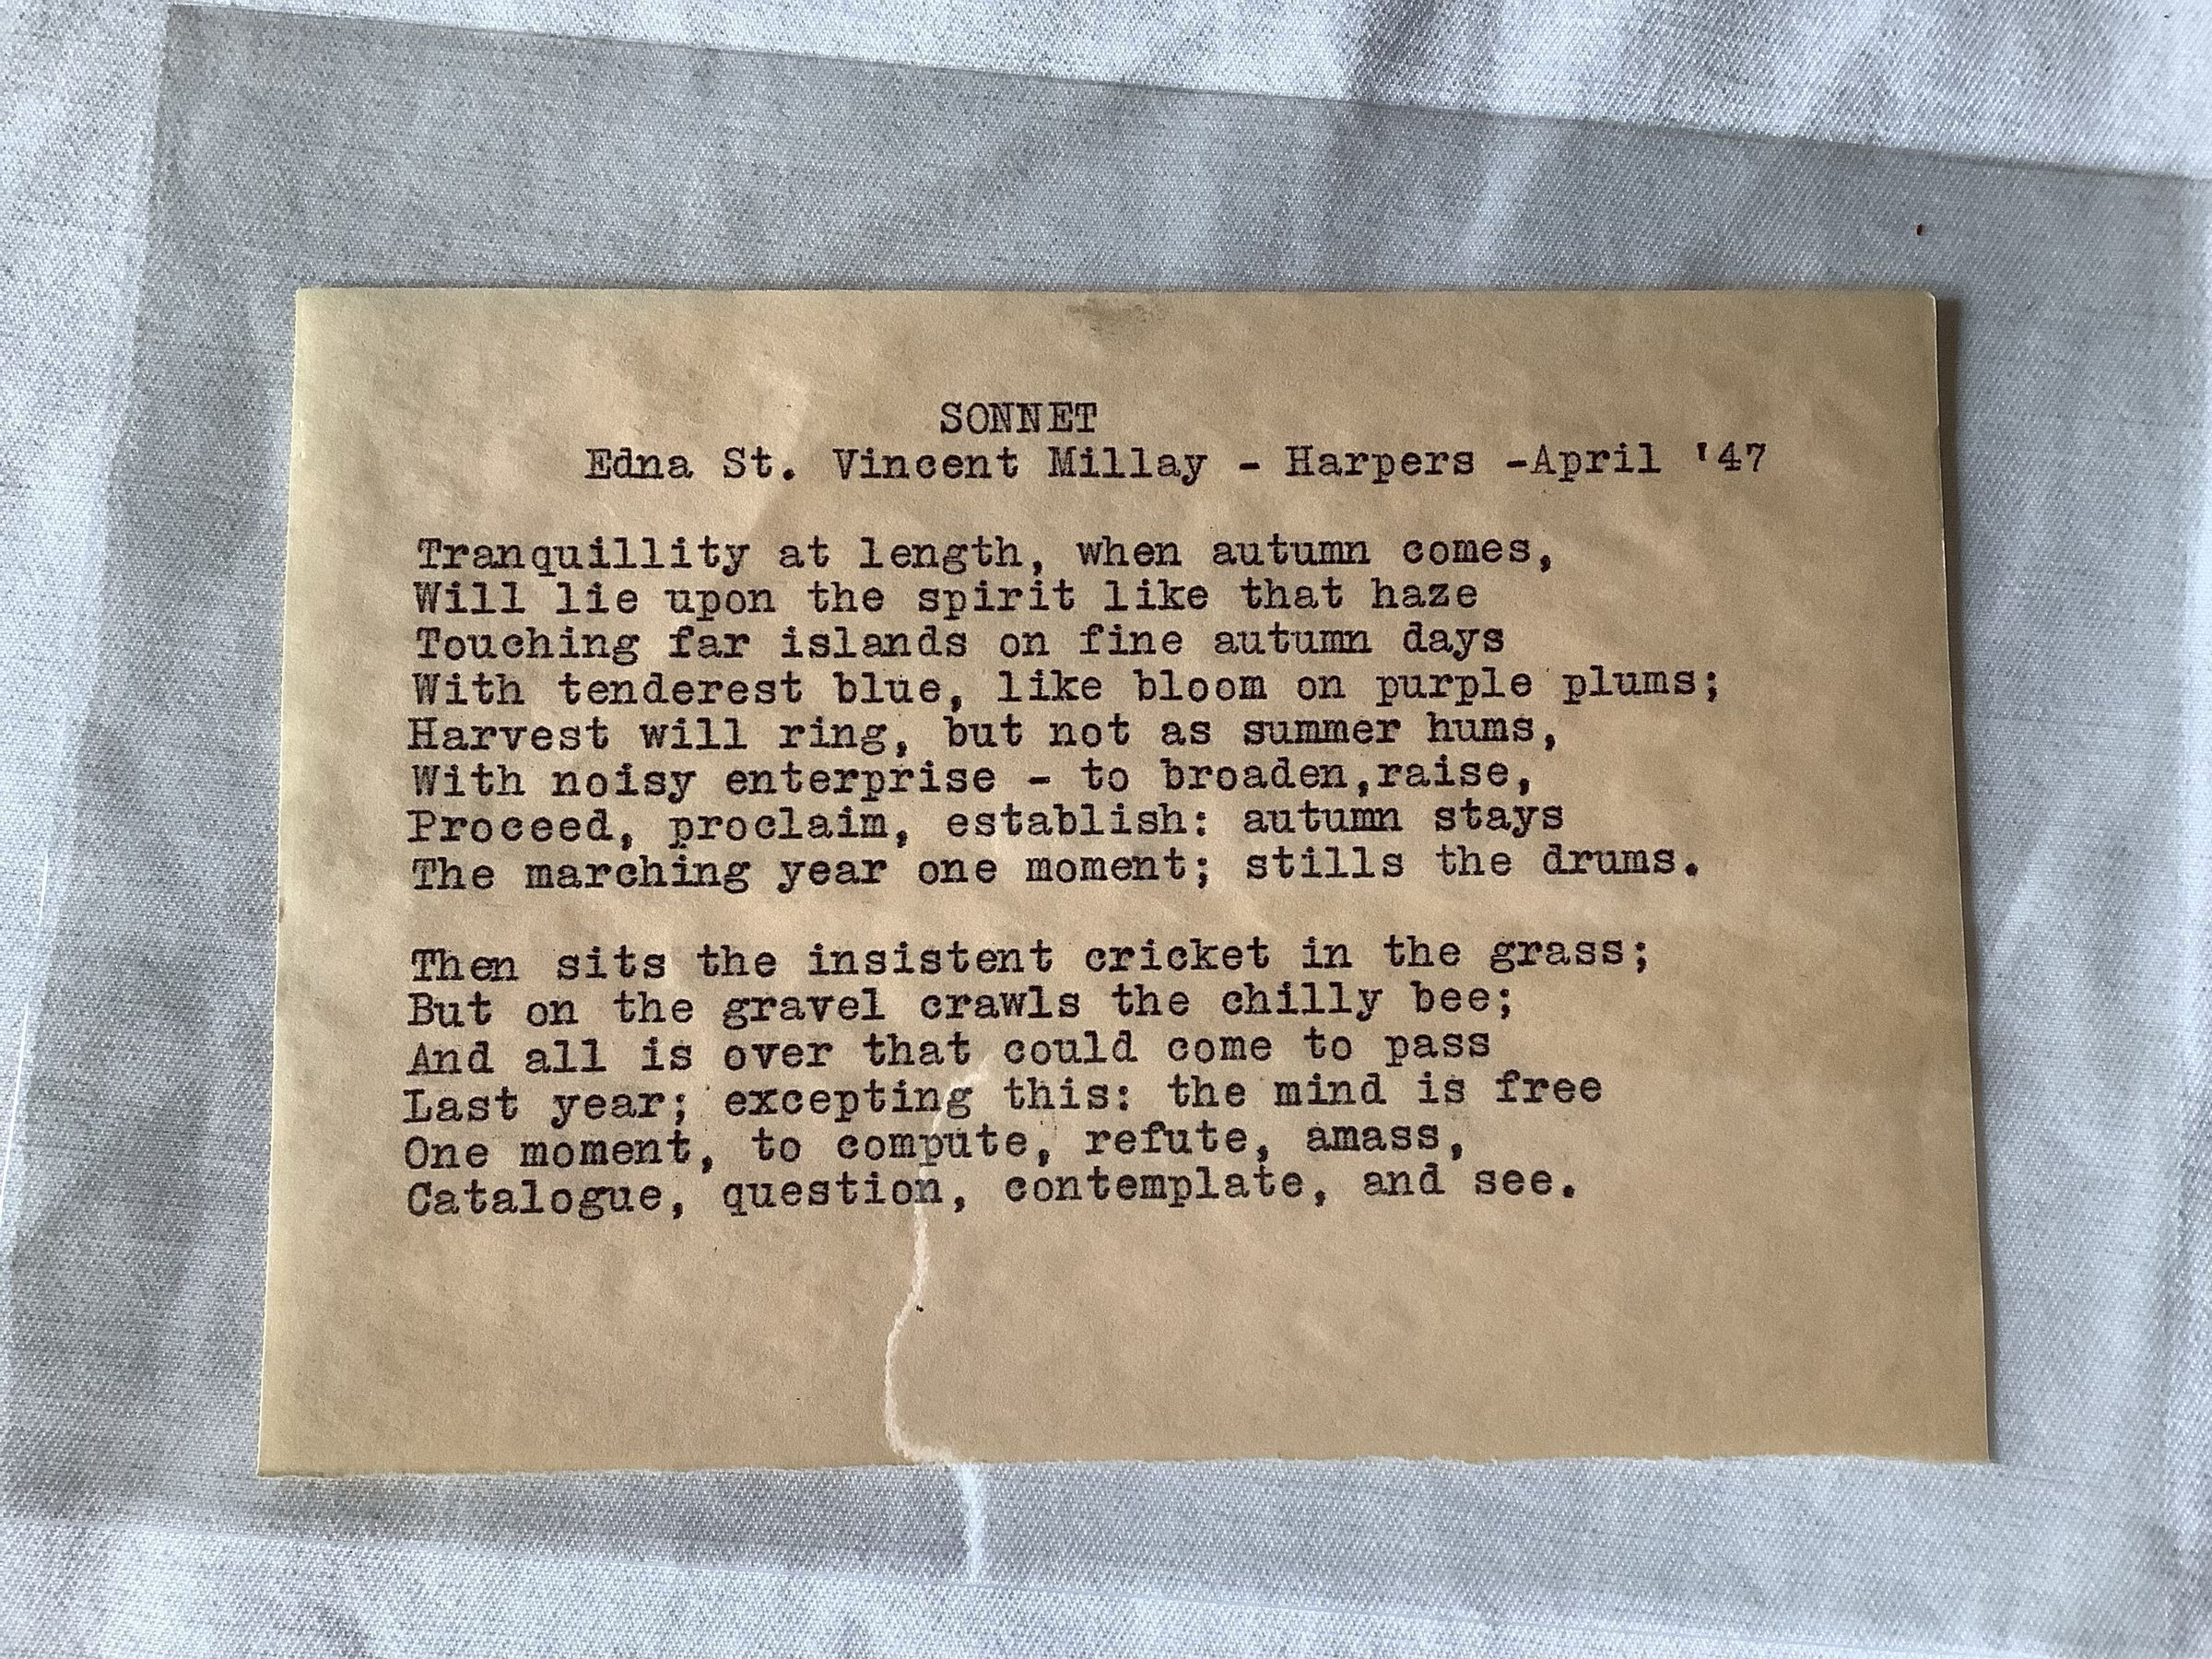 SONNET
Edna St. Vincent Millay - Harpers -April '47
Tranquillity at length, when autumn comes,
Will lie upon the spirit like that haze
Touching far islands on fine autumn days
With tenderest blue, like bloom on purple plums;
Harvest will ring, but not as summer hums,
With noisy enterprise - to broaden,raise,
Proceed, proclaim, establish: autumn stays
The marching year one moment; stills the drums.
Then sits the insistent cricket in the grass;
But on the gravel crawls the chilly bee;
And all is over that could come to pass
Last year; excepting this: the mind is free
One moment, to compute, refute, amass,
Catalogue, question, contemplate, and see.